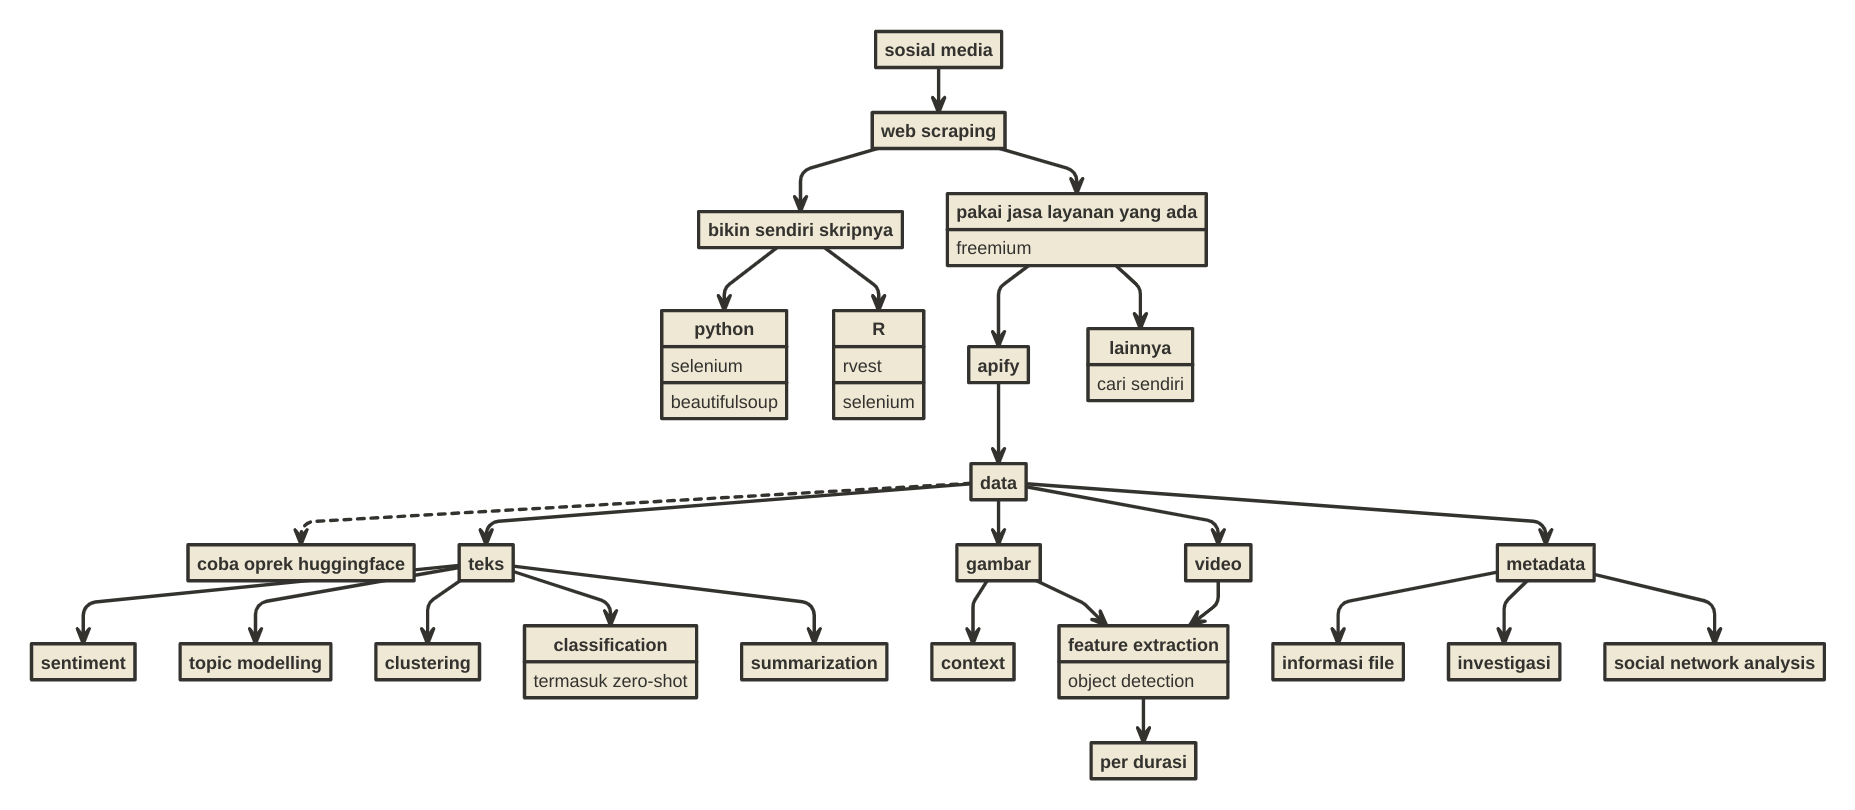 sosial media
web scraping
bikin sendiri skripnya
pakai jasa layanan yang ada
freemium
python
selenium
beautifulsoup
R
rvest
selenium
apify
lainnya
cari sendiri
data
coba oprek huggingface
teks
gambar
video
metadata
sentiment
topic modelling
clustering
classification
termasuk zero-shot
summarization
context
feature extraction
object detection
informasi file
investigasi
social network analysis
per durasi